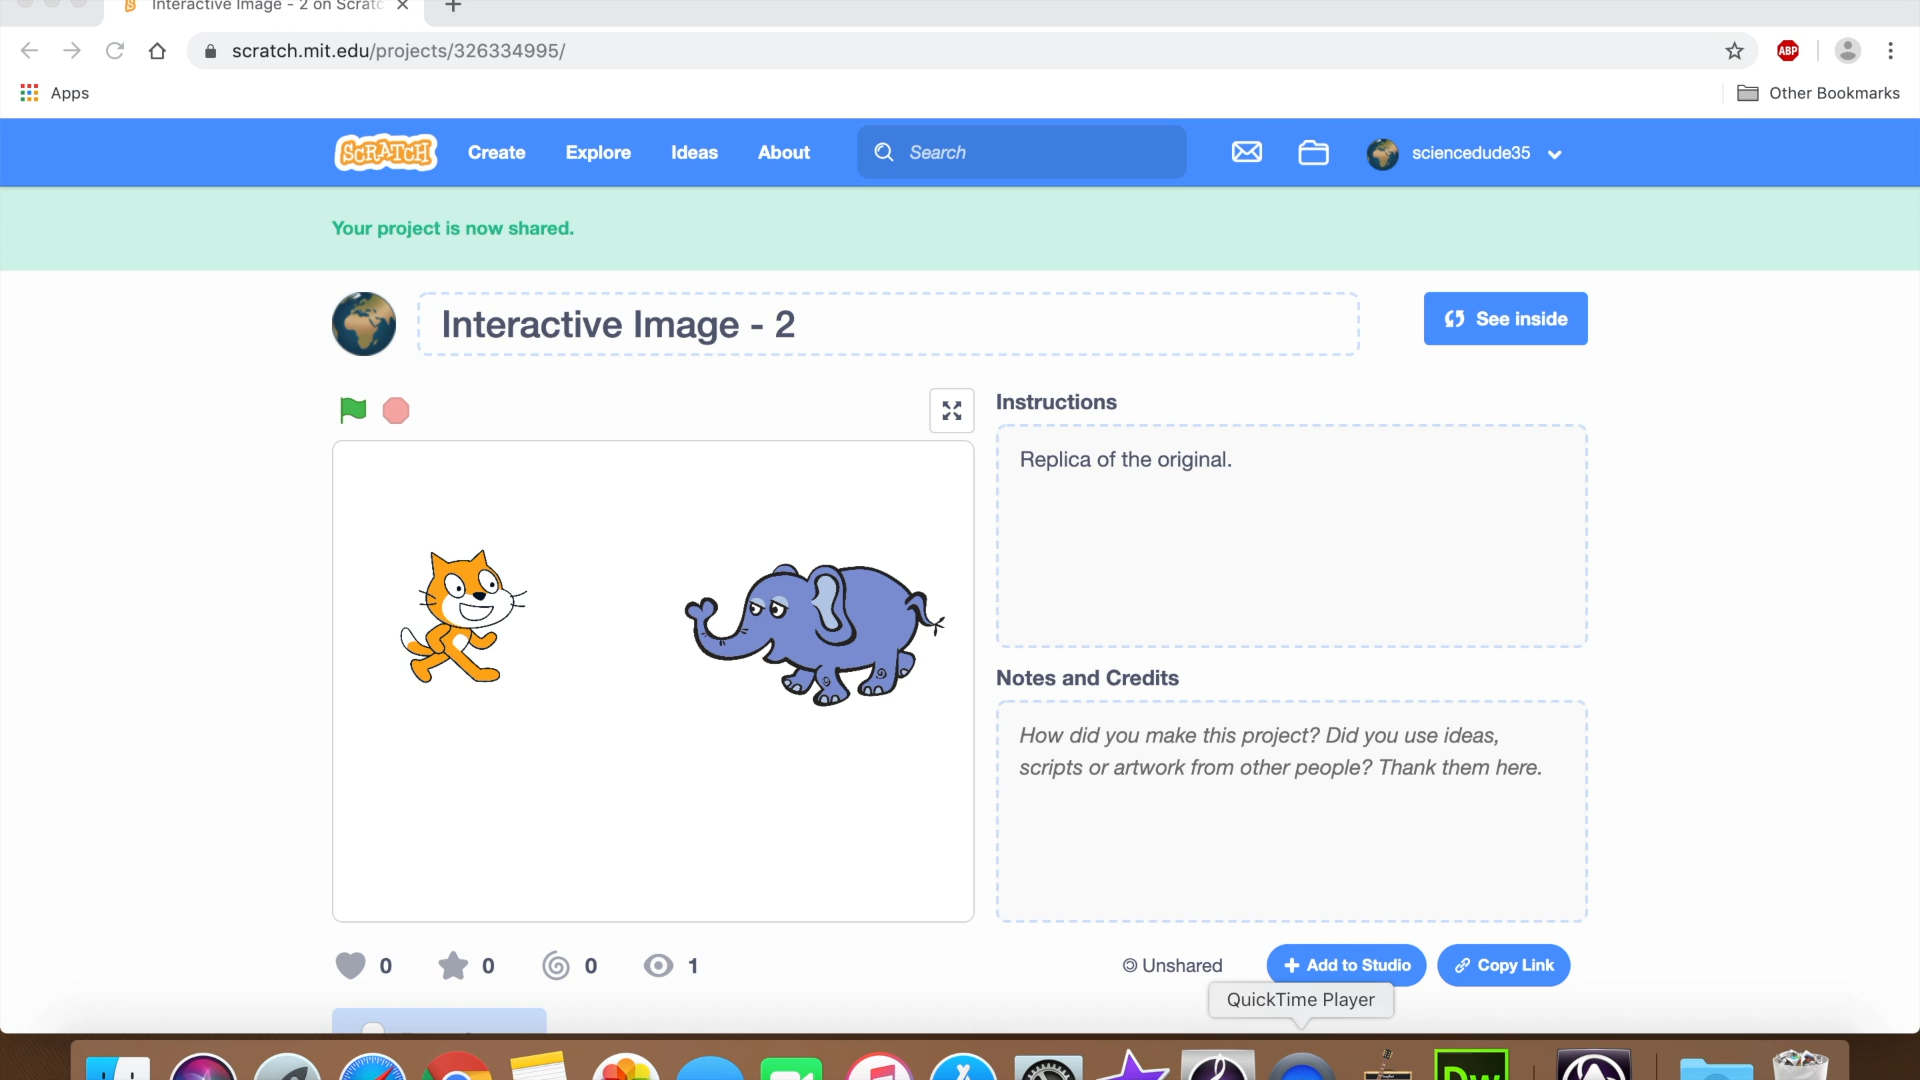 Interactive Image - 2 on Scratc
scratch.mit.edu/projects/326334995/
ABP
Apps
Other Bookmarks
SCRATCH
Create
Explore
Ideas
About
Search
sciencedude35
Your project is now shared.
Interactive Image - 2
See inside
Instructions
Replica of the original.
Notes and Credits
How did you make this project? Did you use ideas,
scripts or artwork from other people? Thank them here.
0
0
0
1
Unshared
Add to Studio
Copy Link
QuickTime Player
Dw